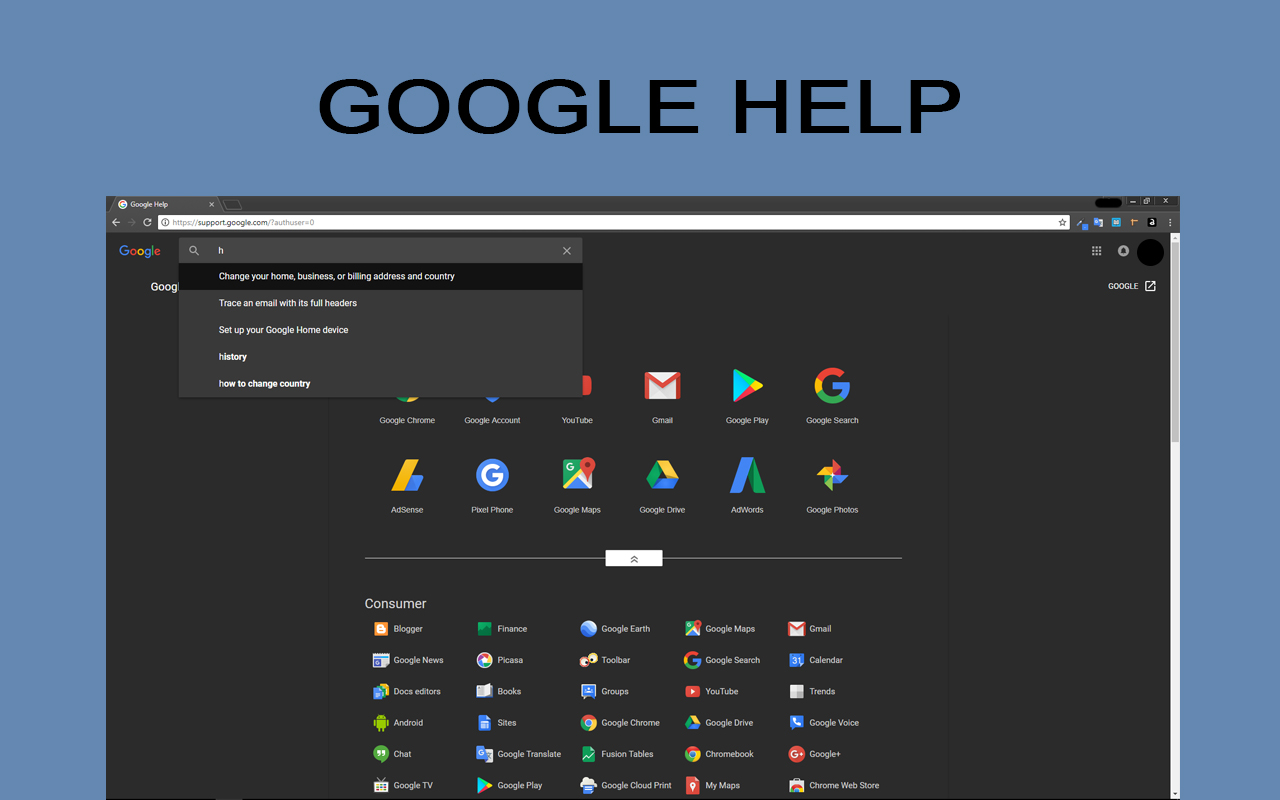 GOOGLE HELP
Google Help
https://support.google.com/?authuser=0
a
Google
h
Change your home, business, or billing address and country
Googl
GOOGLE
Trace an email with its full headers
Set up your Google Home device
history
how to change country
Google Chrome Google Account YouTube Gmail Google Play Google Search
G G
AdSense Pixel Phone Google Maps Google Drive AdWords Google Photos
Consumer
Blogger Finance Google Earth Google Maps Gmail
Google News Picasa Toolbar Google Search 31 Calendar
Docs editors Books Groups YouTube Trends
Android Sites Google Chrome Google Drive Google Voice
Chat Google Translate Fusion Tables Chromebook G+ Google+
Google TV Google Play Google Cloud Print My Maps Chrome Web Store